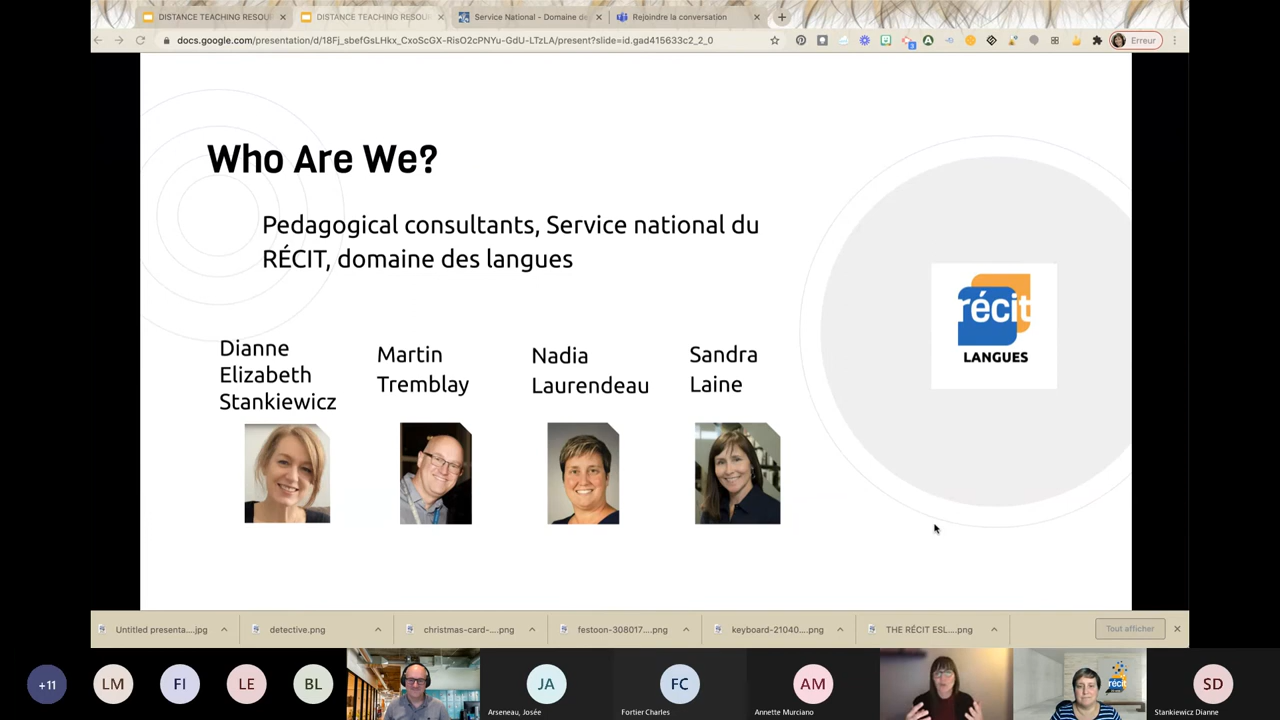 DISTANCE TEACHING RESOU
DISTANCE TEACHING RESOU
Service National - Domaine de
Rejoindre la conversation
docs.google.com/presentation/d/18Fj_sbefGsLHkx_CxoScGX-RisO2cPNYu-GdU-LTzLA/present?slide=id.gad415633c2_2_0
Erreur
Who Are We?
Pedagogical consultants, Service national du
RÉCIT, domaine des langues
récit
LANGUES
Dianne
Elizabeth
Stankiewicz
Martin
Tremblay
Nadia
Laurendeau
Sandra
Laine
Untitled presenta....jpg
detective.png
christmas-card-....png
festoon-308017....png
keyboard-21040....png
THE RÉCIT ESL....png
Tout afficher
+11
LM
FI
LE
BL
JA
Arseneau, Josée
FC
Fortier Charles
AM
Annette Murciano
récit
SD
Stankiewicz Dianne